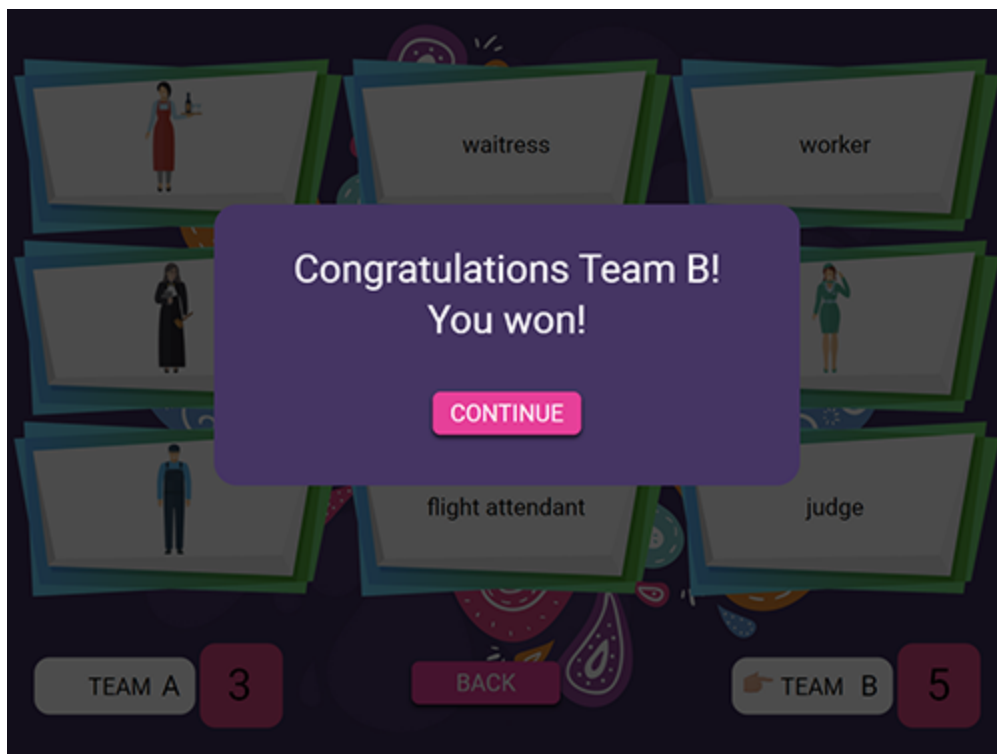 waitress
worker
Congratulations Team B!
You won!
CONTINUE
flight attendant
judge
TEAM A
3
BACK
TEAM B
5